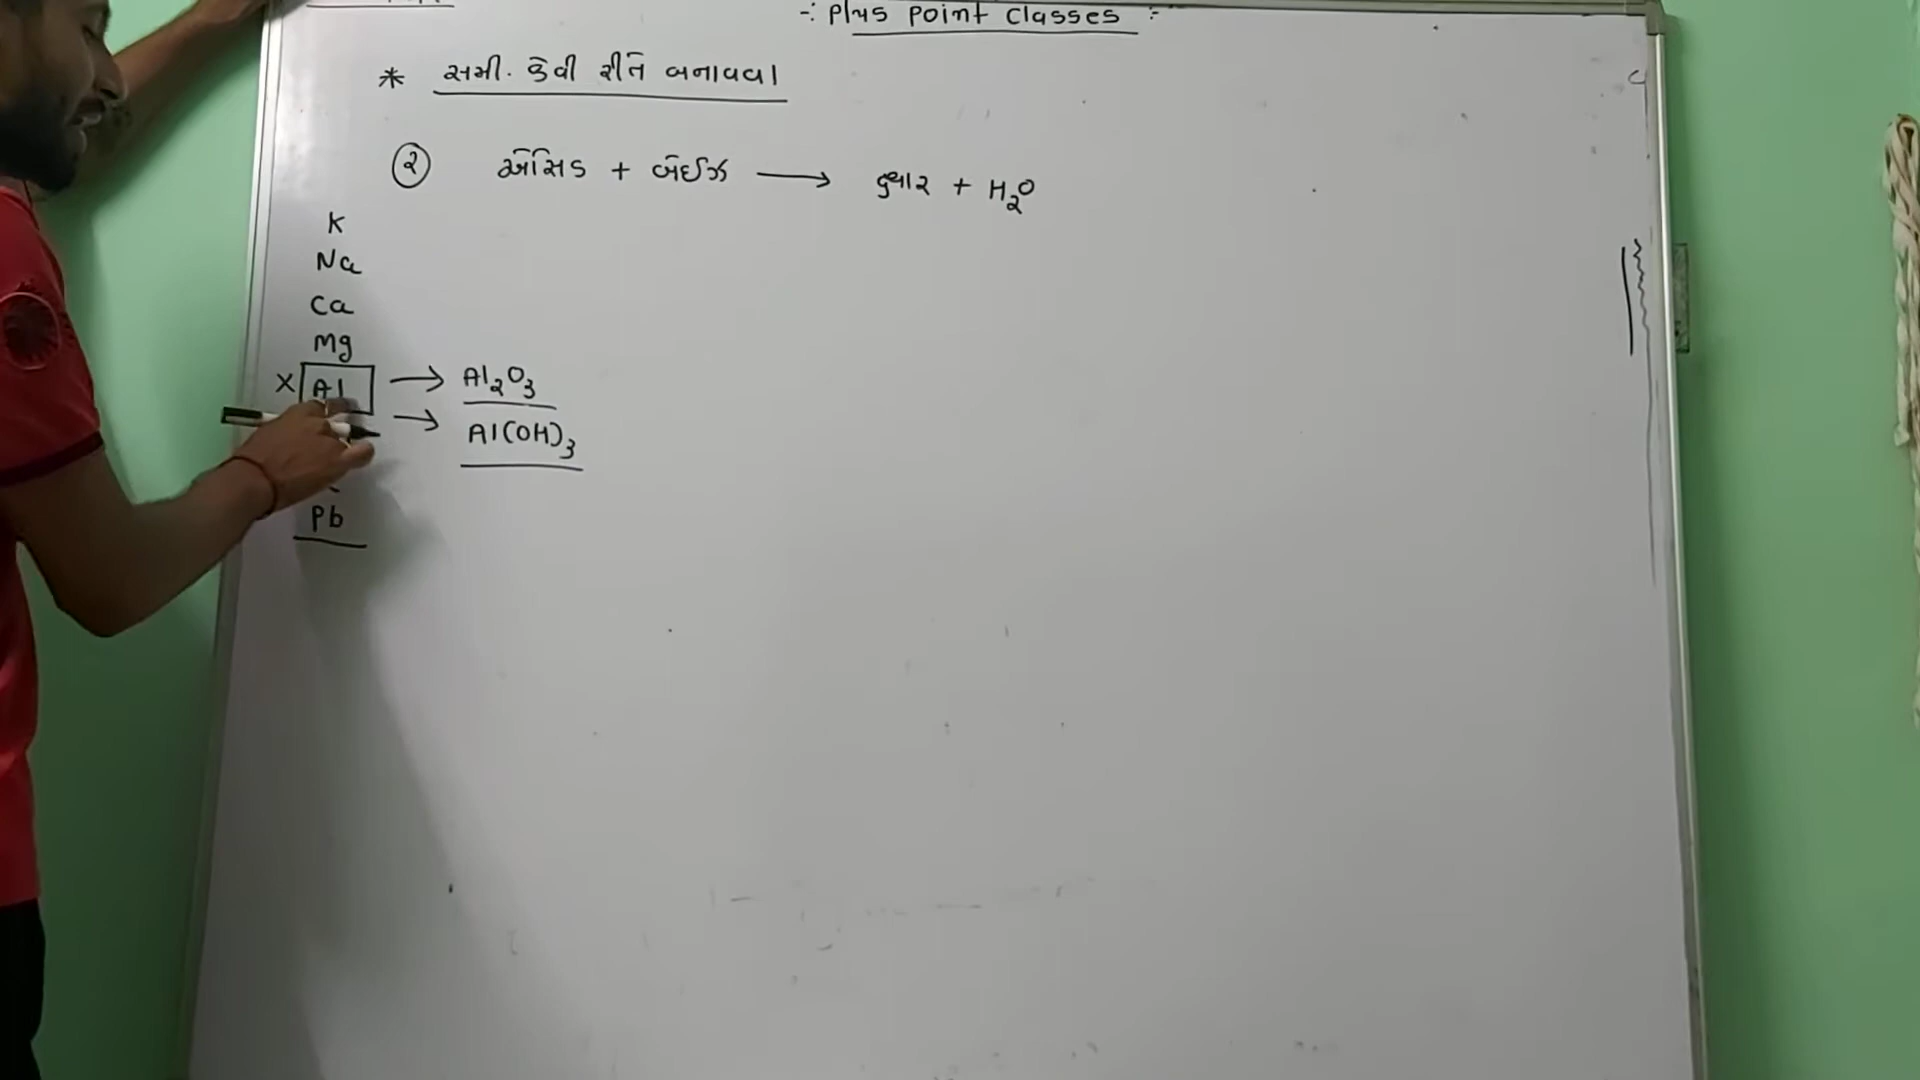 -: Plus Point Classes :-
* સમી. કેવી રીતે બનાવવા
૨ ઍસિડ + બેઈઝ → ક્ષાર + H₂O
K
Na
Ca
Mg
X Al → Al₂O₃
→ Al(OH)₃
Pb